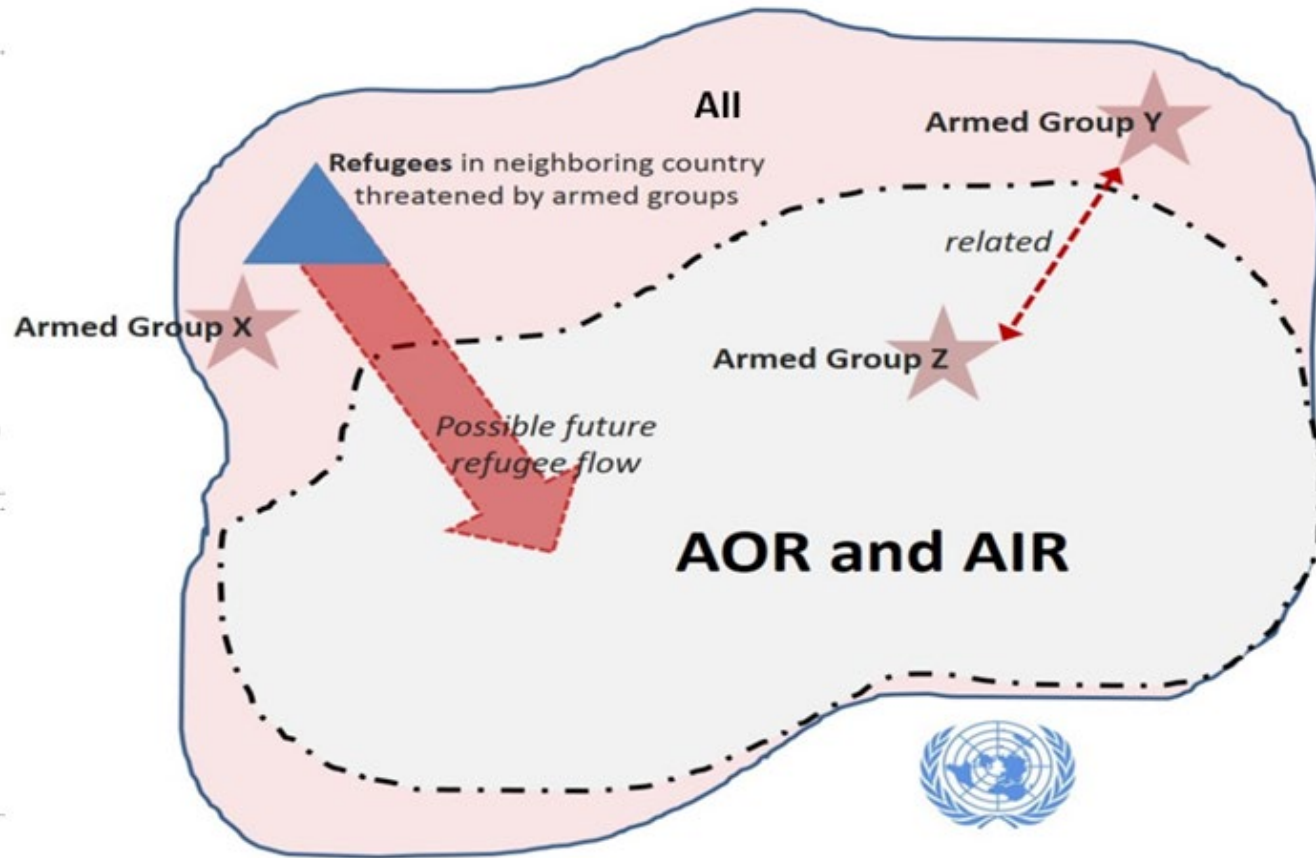 AII
Armed Group Y
Refugees in neighboring country
threatened by armed groups
related
Armed Group X
Armed Group Z
Possible future
refugee flow
AOR and AIR